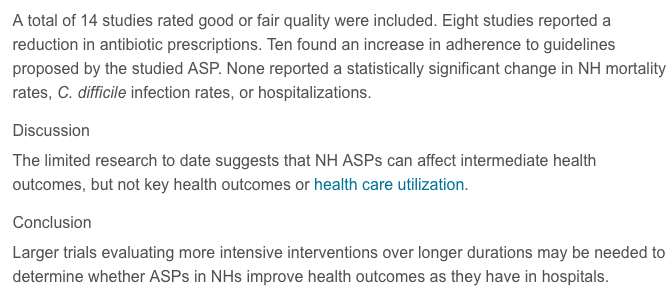 A total of 14 studies rated good or fair quality were included. Eight studies reported a
reduction in antibiotic prescriptions. Ten found an increase in adherence to guidelines
proposed by the studied ASP. None reported a statistically significant change in NH mortality
rates, C. difficile infection rates, or hospitalizations.
Discussion
The limited research to date suggests that NH ASPs can affect intermediate health
outcomes, but not key health outcomes or health care utilization.
Conclusion
Larger trials evaluating more intensive interventions over longer durations may be needed to
determine whether ASPs in NHs improve health outcomes as they have in hospitals.